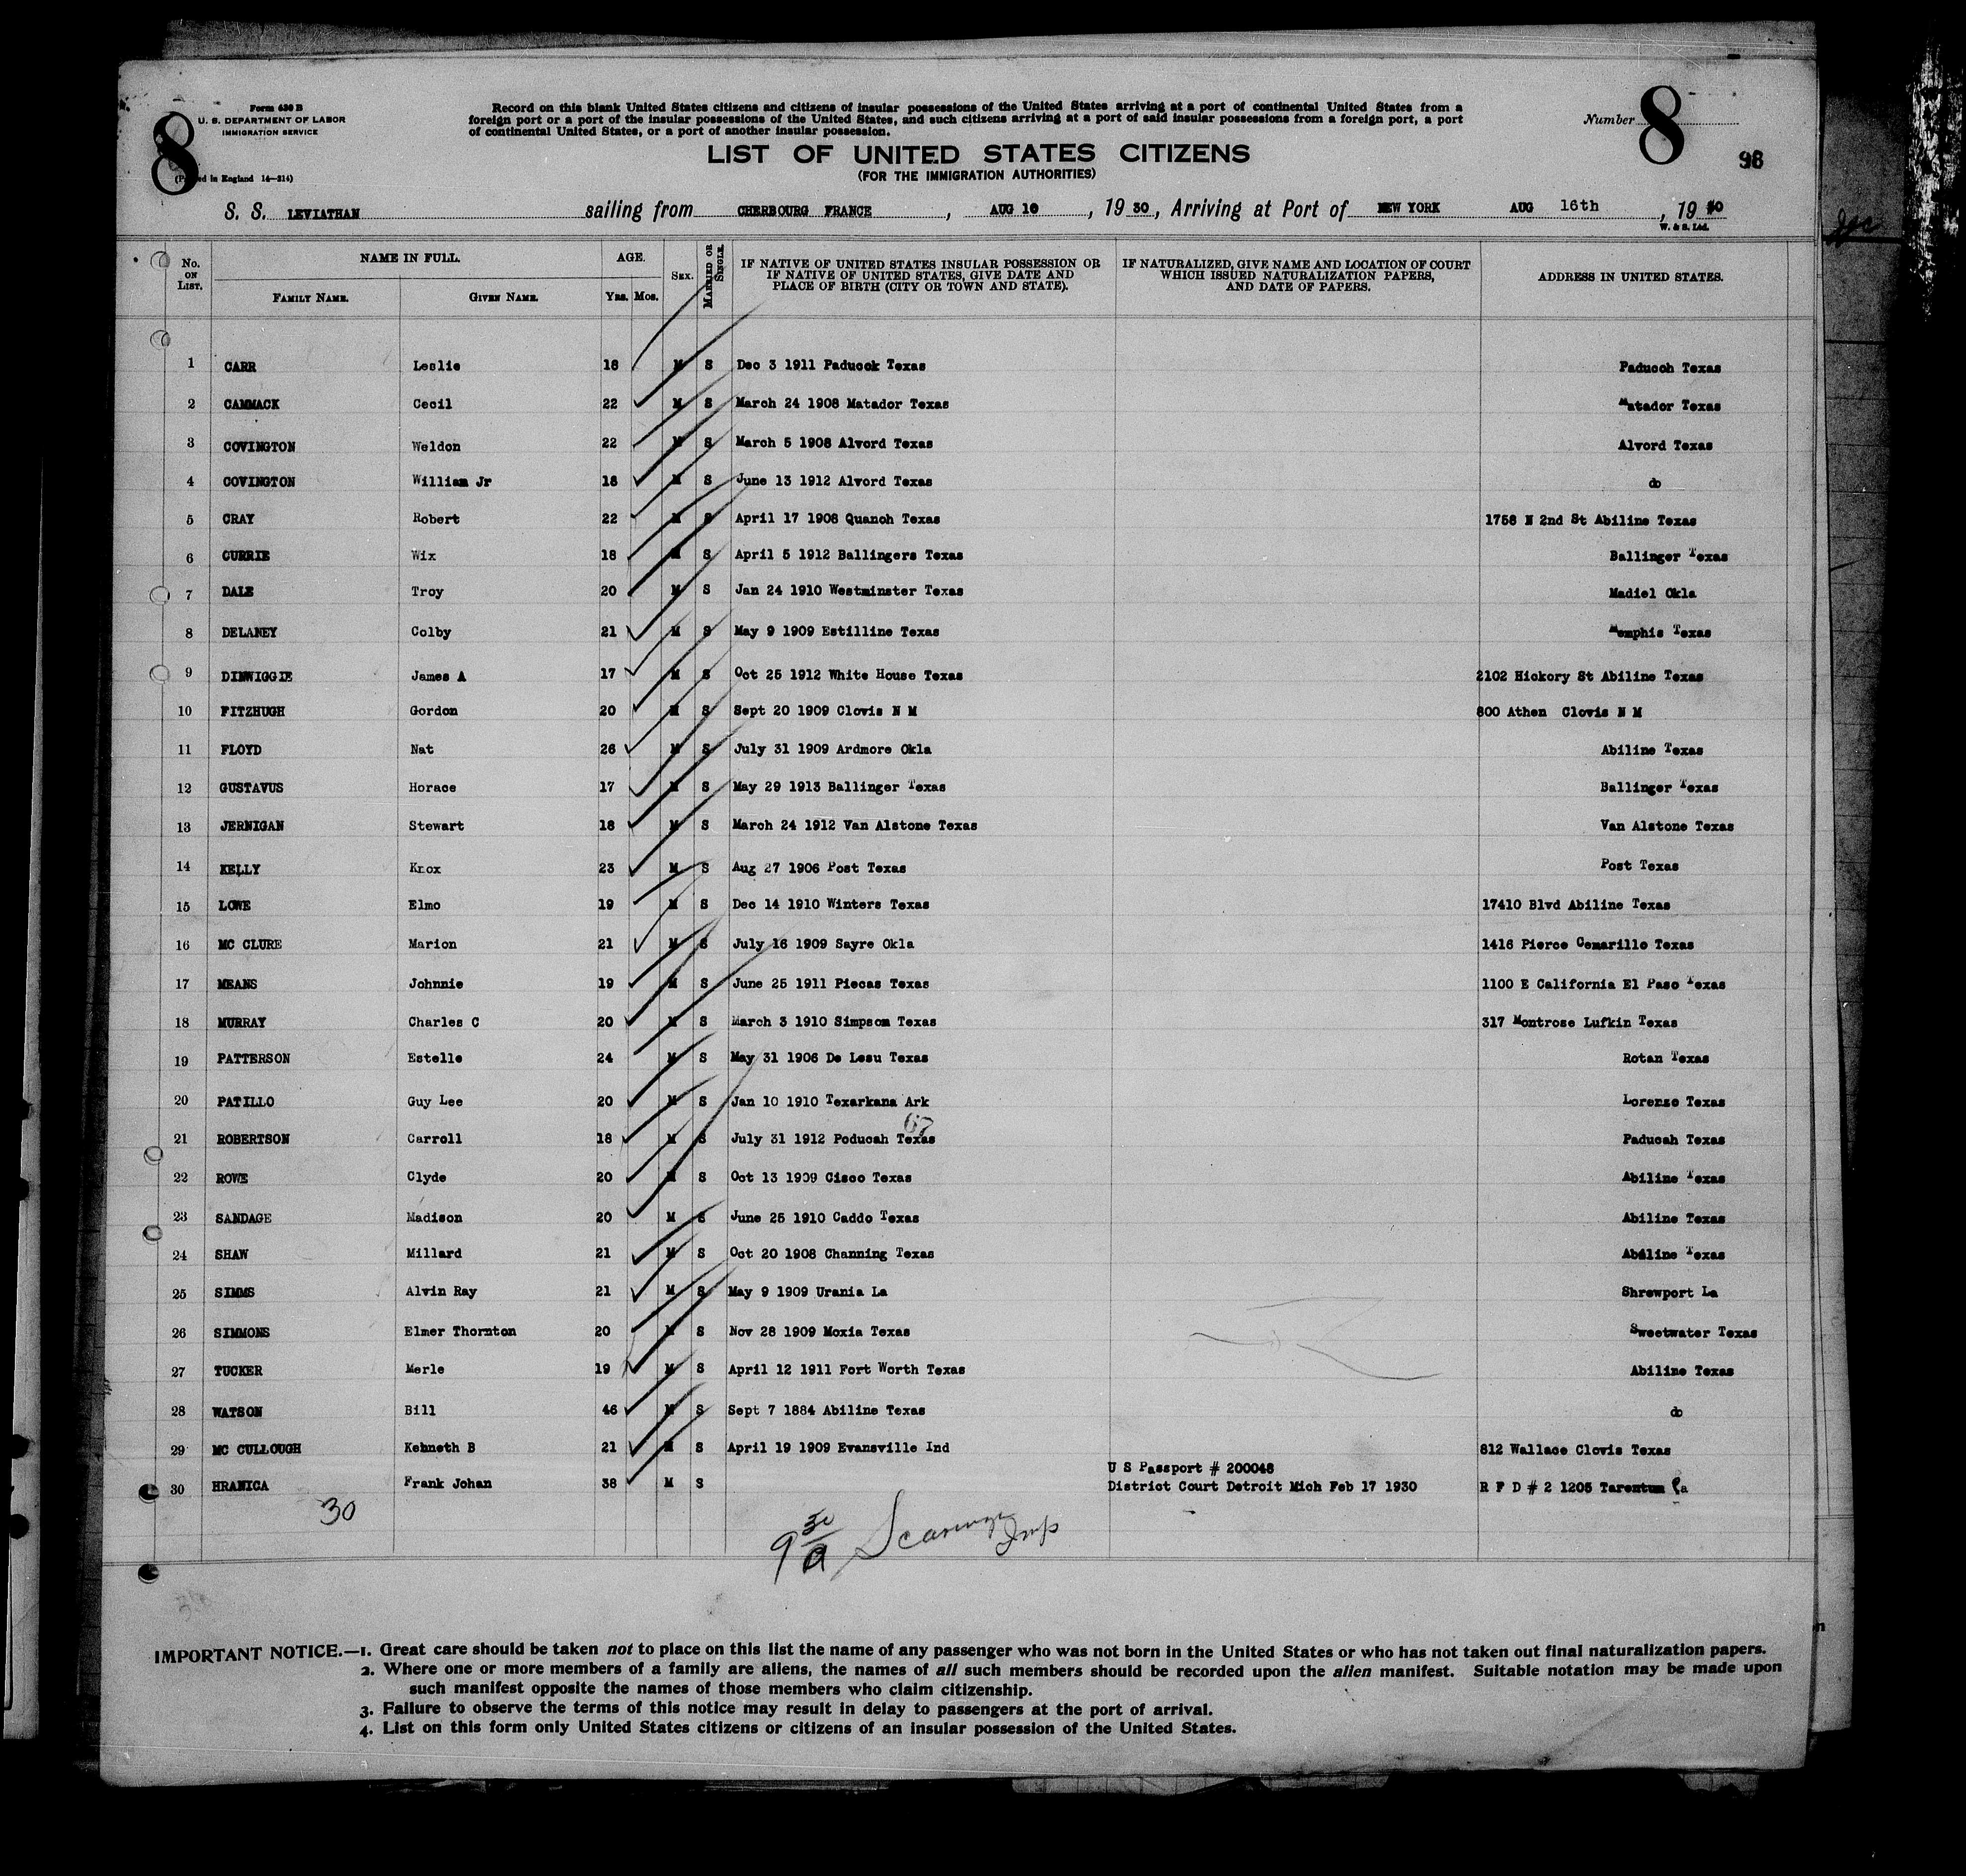 Form 630 B
U. S. DEPARTMENT OF LABOR
IMMIGRATION SERVICE
8
in England 14—214)
Record on this blank United States citizens and citizens of insular possessions of the United States arriving at a port of continental United States from a
foreign port or a port of the insular possessions of the United States, and such citizens arriving at a port of said insular possessions from a foreign port, a port
of continental United States, or a port of another insular possession.
Number 8
98
LIST OF UNITED STATES CITIZENS
(FOR THE IMMIGRATION AUTHORITIES)
S. S. LEVIATHAN sailing from CHERBOURG FRANCE, AUG 10, 19 30, Arriving at Port of NEW YORK AUG 16th, 19
W. & S. Ltd.
No. ON LIST. NAME IN FULL. FAMILY NAME. GIVEN NAME. AGE. YRS. MOS. SEX. MARRIED OR SINGLE. IF NATIVE OF UNITED STATES INSULAR POSSESSION OR IF NATIVE OF UNITED STATES, GIVE DATE AND PLACE OF BIRTH (CITY OR TOWN AND STATE). IF NATURALIZED, GIVE NAME AND LOCATION OF COURT WHICH ISSUED NATURALIZATION PAPERS, AND DATE OF PAPERS. ADDRESS IN UNITED STATES.
1 CARR Leslie 18 M S Dec 3 1911 Paducok Texas Paducoh Texas
2 CAMMACK Cecil 22 M S March 24 1908 Matador Texas Matador Texas
3 COVINGTON Weldon 22 M S March 5 1908 Alvord Texas Alvord Texas
4 COVINGTON William Jr 18 M S June 13 1912 Alvord Texas do
5 CRAY Robert 22 M S April 17 1908 Quanoh Texas 1758 N 2nd St Abiline Texas
6 CURRIE Wix 18 M S April 5 1912 Ballingers Texas Ballinger Texas
7 DALE Troy 20 M S Jan 24 1910 Westminster Texas Madiel Okla
8 DELANEY Colby 21 M S May 9 1909 Estilline Texas Memphis Texas
9 DINWIGGIE James A 17 M S Oct 25 1912 White House Texas 2102 Hickory St Abiline Texas
10 FITZHUGH Gordon 20 M S Sept 20 1909 Clovis N M 800 Athen Clovis N M
11 FLOYD Nat 26 M S July 31 1909 Ardmore Okla Abiline Texas
12 GUSTAVUS Horace 17 M S May 29 1913 Ballinger Texas Ballinger Texas
13 JERNIGAN Stewart 18 M S March 24 1912 Van Alstone Texas Van Alstone Texas
14 KELLY Knox 23 M S Aug 27 1906 Post Texas Post Texas
15 LOWE Elmo 19 M S Dec 14 1910 Winters Texas 17410 Blvd Abiline Texas
16 MC CLURE Marion 21 M S July 16 1909 Sayre Okla 1416 Pierce Cemarillo Texas
17 MEANS Johnnie 19 M S June 25 1911 Piecas Texas 1100 E California El Paso Texas
18 MURRAY Charles C 20 M S March 3 1910 Simpson Texas 317 Montrose Lufkin Texas
19 PATTERSON Estelle 24 M S May 31 1906 De Lesu Texas Rotan Texas
20 PATILLO Guy Lee 20 M S Jan 10 1910 Texarkana Ark Lorenzo Texas
67
21 ROBERTSON Carroll 18 M S July 31 1912 Poducah Texas Paducah Texas
22 ROWE Clyde 20 M S Oct 13 1909 Cisco Texas Abiline Texas
23 SANDAGE Madison 20 M S June 25 1910 Caddo Texas Abiline Texas
24 SHAW Millard 21 M S Oct 20 1908 Channing Texas Abiline Texas
25 SIMMS Alvin Ray 21 M S May 9 1909 Urania La Shrewport La
26 SIMMONS Elmer Thornton 20 M S Nov 28 1909 Moxia Texas Sweetwater Texas
27 TUCKER Merle 19 M S April 12 1911 Fort Worth Texas Abiline Texas
28 WATSON Bill 46 M S Sept 7 1884 Abiline Texas do
29 MC CULLOUGH Kehneth B 21 M S April 19 1909 Evansville Ind 812 Wallace Clovis Texas
U S Passport # 200048
30 HRANICA Frank Johan 38 M S District Court Detroit Mich Feb 17 1930 R F D # 2 1205 Tarentum Pa
30
9 30/a
IMPORTANT NOTICE.—1. Great care should be taken not to place on this list the name of any passenger who was not born in the United States or who has not taken out final naturalization papers.
2. Where one or more members of a family are aliens, the names of all such members should be recorded upon the alien manifest. Suitable notation may be made upon
such manifest opposite the names of those members who claim citizenship.
3. Failure to observe the terms of this notice may result in delay to passengers at the port of arrival.
4. List on this form only United States citizens or citizens of an insular possession of the United States.